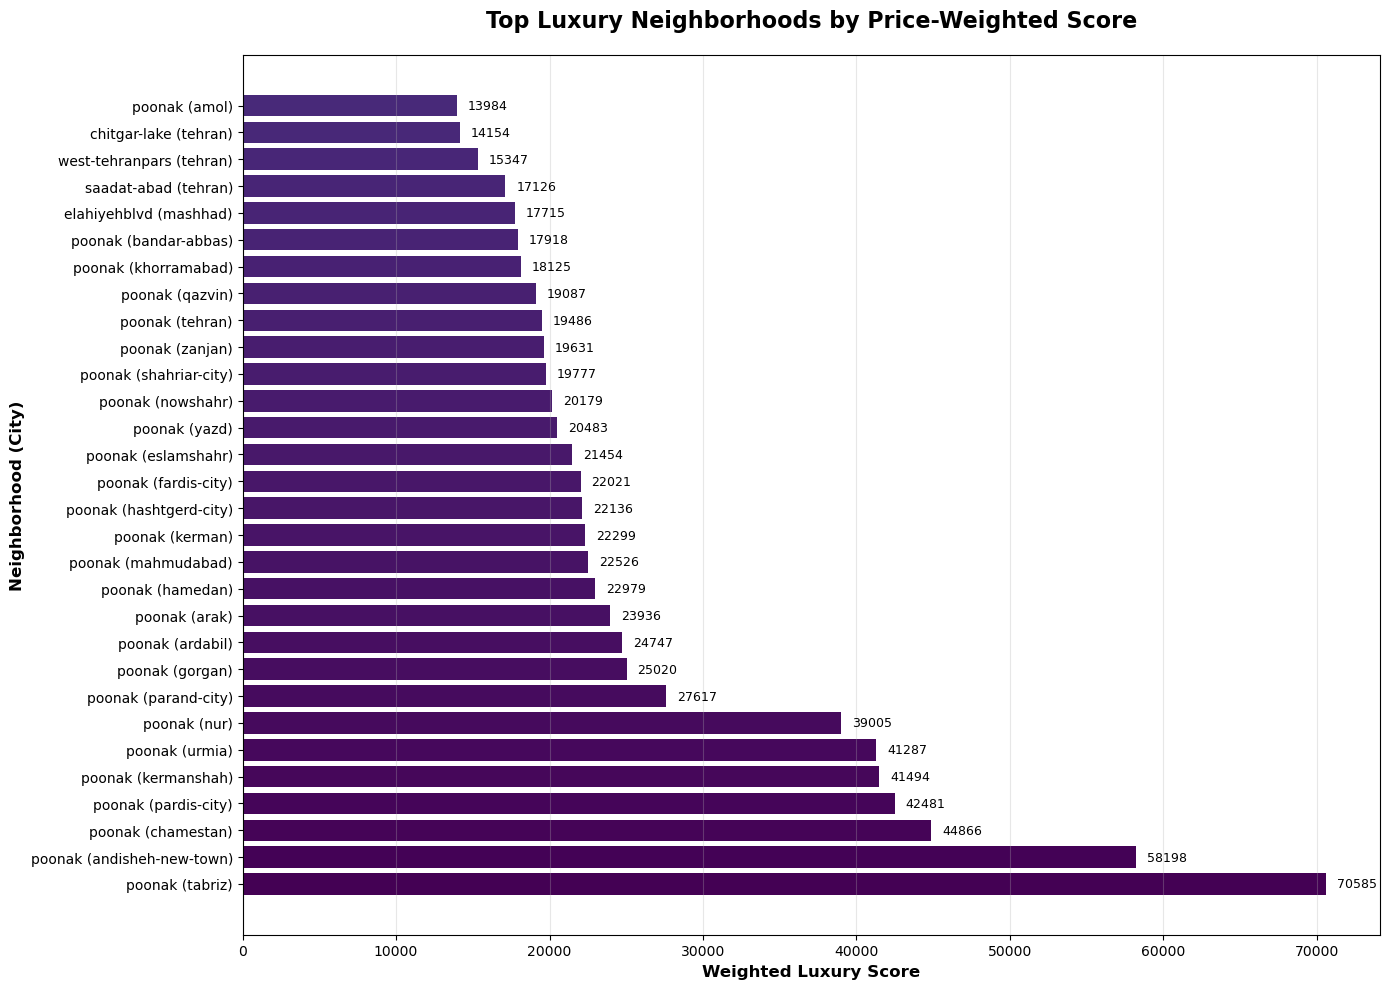 Top Luxury Neighborhoods by Price-Weighted Score
Neighborhood (City)
poonak (amol) 13984
chitgar-lake (tehran) 14154
west-tehranpars (tehran) 15347
saadat-abad (tehran) 17126
elahiyehblvd (mashhad) 17715
poonak (bandar-abbas) 17918
poonak (khorramabad) 18125
poonak (qazvin) 19087
poonak (tehran) 19486
poonak (zanjan) 19631
poonak (shahriar-city) 19777
poonak (nowshahr) 20179
poonak (yazd) 20483
poonak (eslamshahr) 21454
poonak (fardis-city) 22021
poonak (hashtgerd-city) 22136
poonak (kerman) 22299
poonak (mahmudabad) 22526
poonak (hamedan) 22979
poonak (arak) 23936
poonak (ardabil) 24747
poonak (gorgan) 25020
poonak (parand-city) 27617
poonak (nur) 39005
poonak (urmia) 41287
poonak (kermanshah) 41494
poonak (pardis-city) 42481
poonak (chamestan) 44866
poonak (andisheh-new-town) 58198
poonak (tabriz) 70585
0 10000 20000 30000 40000 50000 60000 70000
Weighted Luxury Score